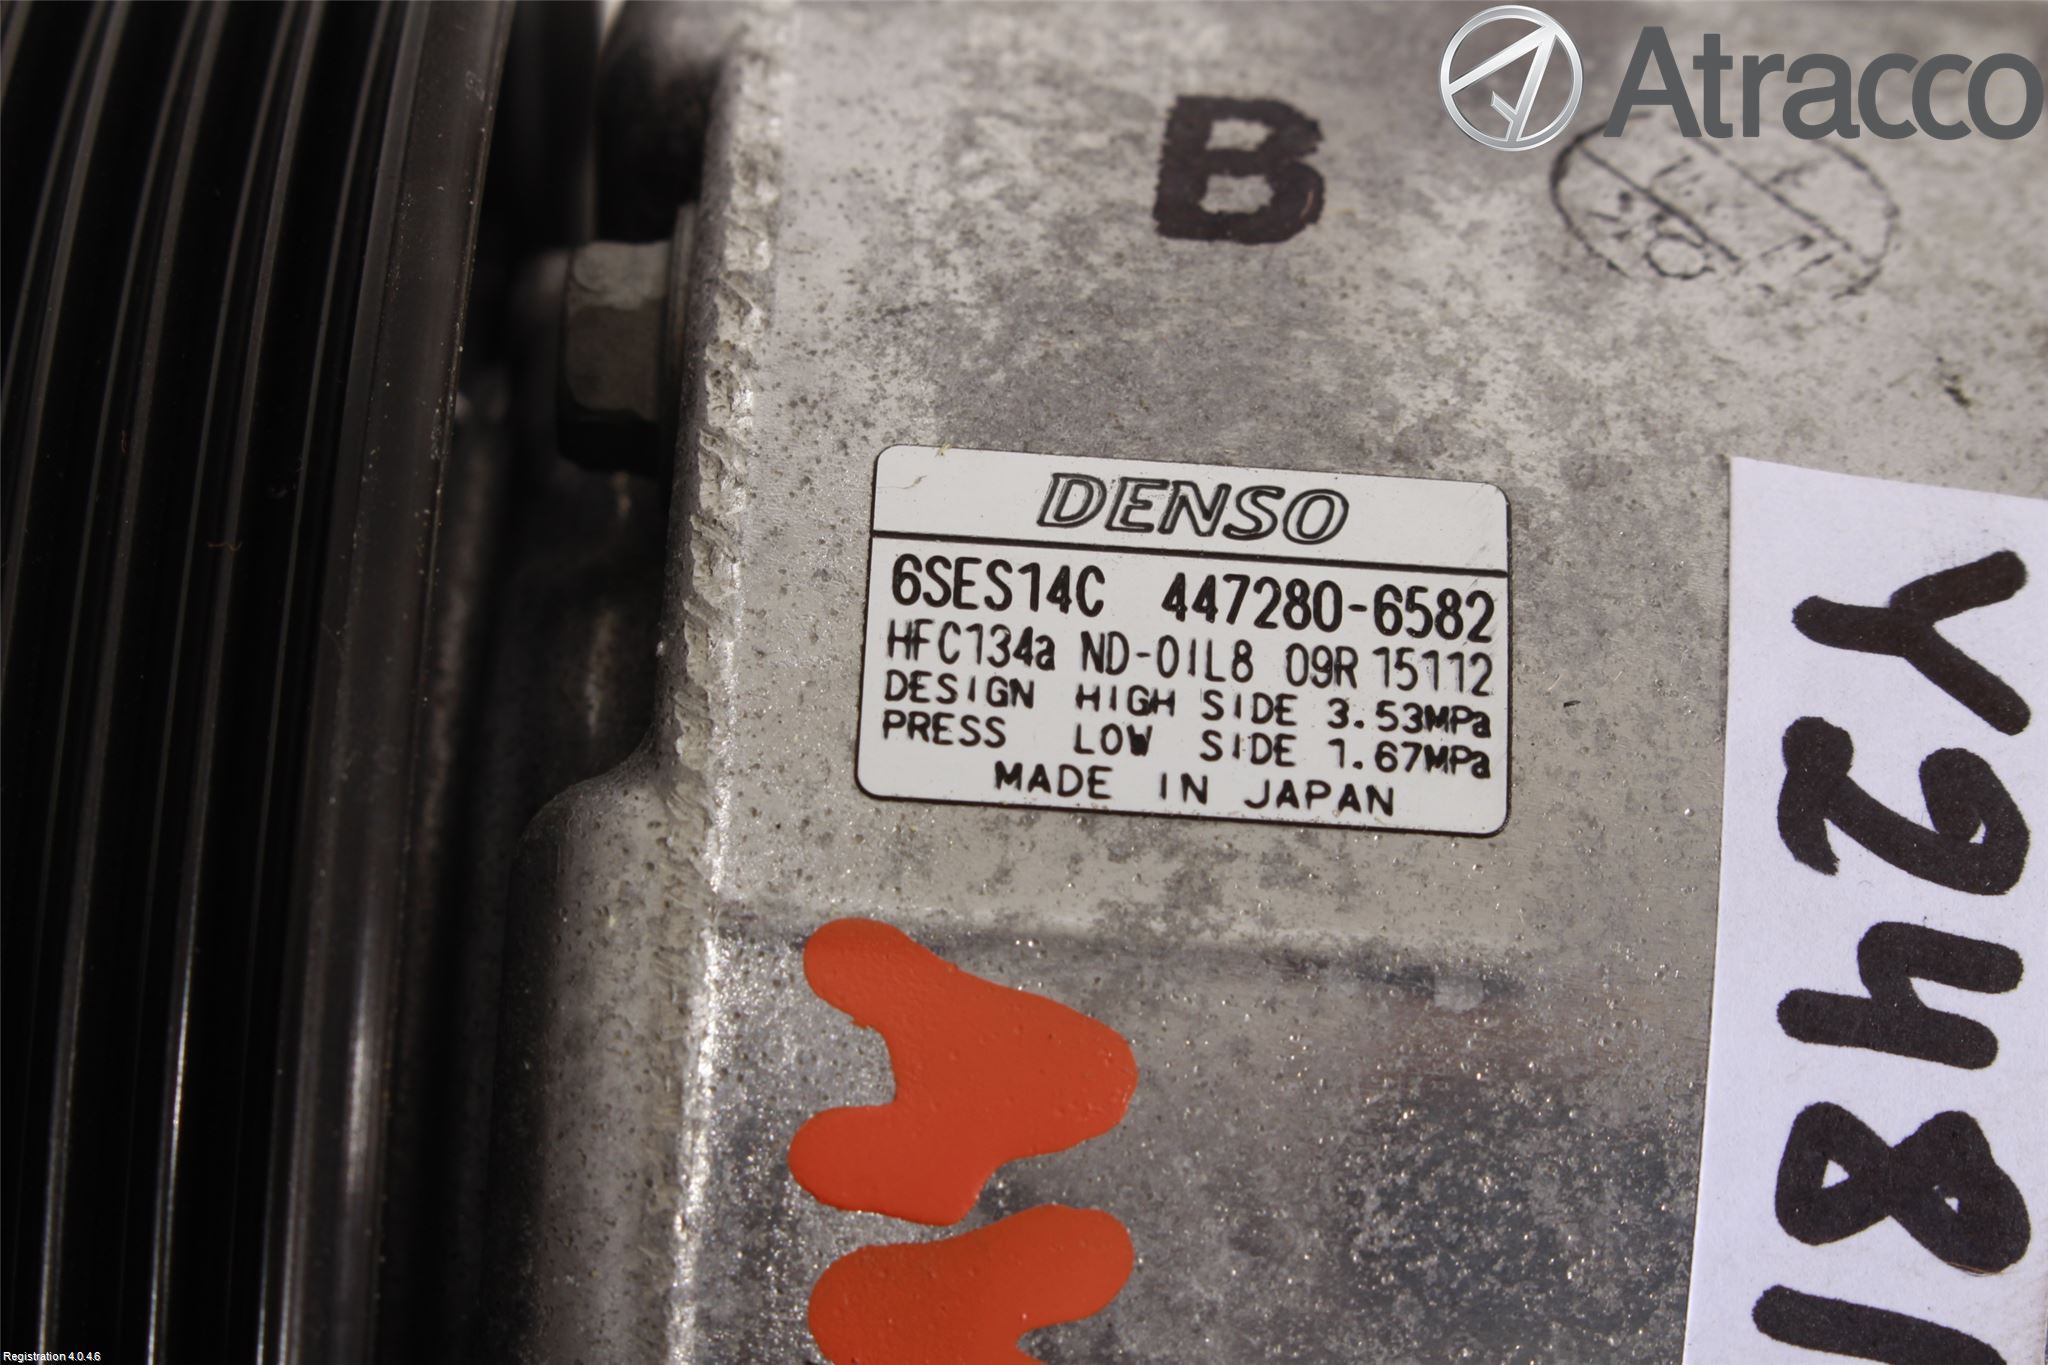 Atracco
B
DENSO
6SES14C 447280-6582
HFC134a ND-OIL8 09R 15112
DESIGN HIGH SIDE 3.53MPa
PRESS LOW SIDE 1.67MPa
MADE IN JAPAN
Y2481
Registration 4.0.4.6